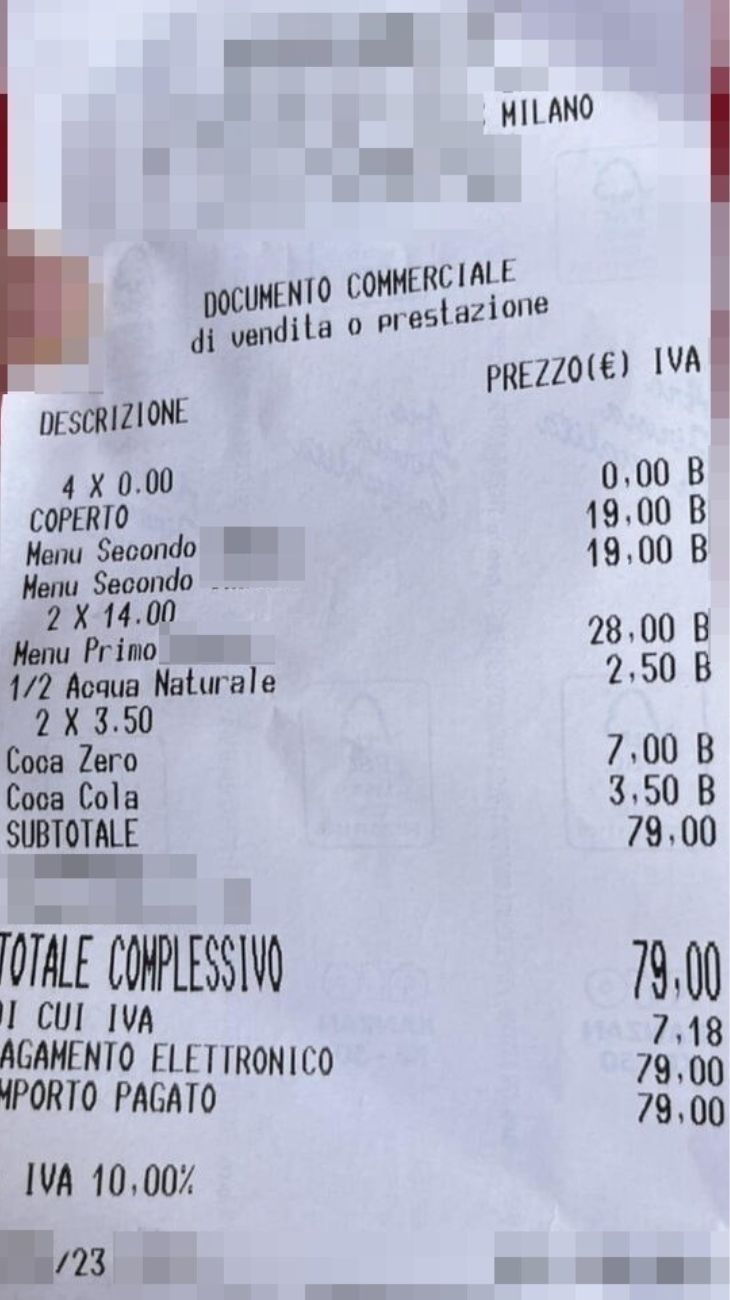 MILANO
DOCUMENTO COMMERCIALE
di vendita o prestazione
DESCRIZIONE PREZZO(€) IVA
4 X 0.00
COPERTO 0,00 B
Menu Secondo 19,00 B
Menu Secondo 19,00 B
2 X 14.00
Menu Primo 28,00 B
1/2 Acqua Naturale 2,50 B
2 X 3.50
Coca Zero 7,00 B
Coca Cola 3,50 B
SUBTOTALE 79,00
TOTALE COMPLESSIVO 79,00
DI CUI IVA 7,18
AGAMENTO ELETTRONICO 79,00
MPORTO PAGATO 79,00
IVA 10,00%
/23